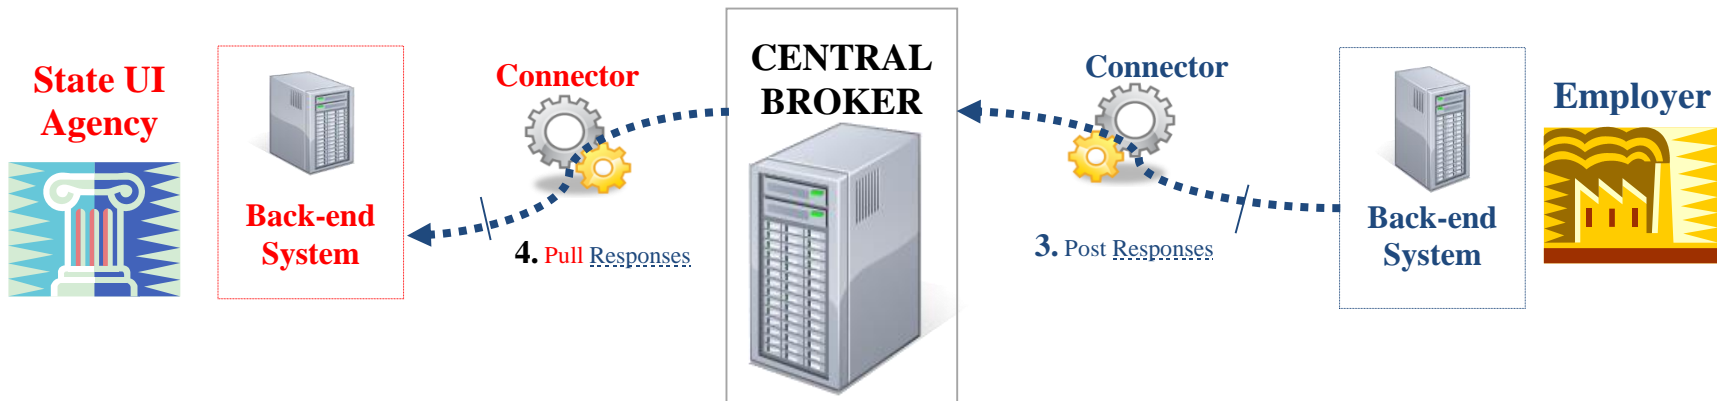 State UI
Agency
Back-end
System
Connector
4. Pull Responses
CENTRAL
BROKER
Connector
3. Post Responses
Back-end
System
Employer